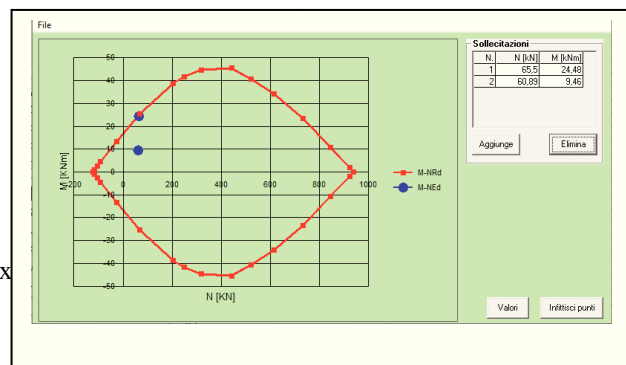 File
Sollecitazioni
N. N [kN] M [kNm]
1 65,5 24,48
2 60,89 9,46
Aggiunge Elimina
50
40
30
20
10
0
-10
-20
-30
-40
-50
-200 0 200 400 600 800 1000
M [KNm]
N [KN]
M-NRd
M-NEd
Valori Infittisci punti
x